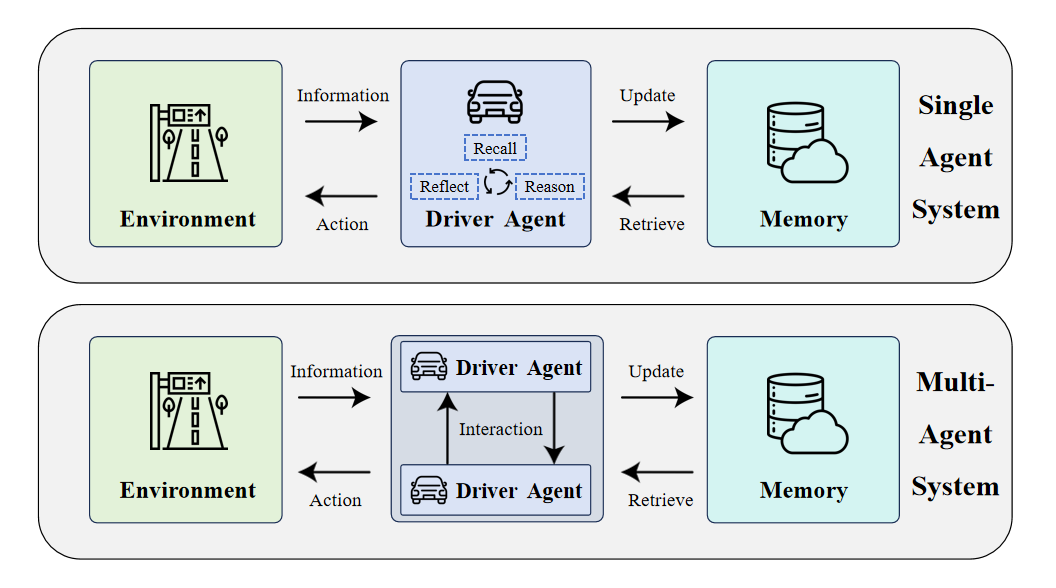 Information
Update
Recall
Reflect
Reason
Environment
Action
Driver Agent
Retrieve
Memory
Single
Agent
System
Information
Driver Agent
Update
Interaction
Environment
Action
Driver Agent
Retrieve
Memory
Multi-
Agent
System